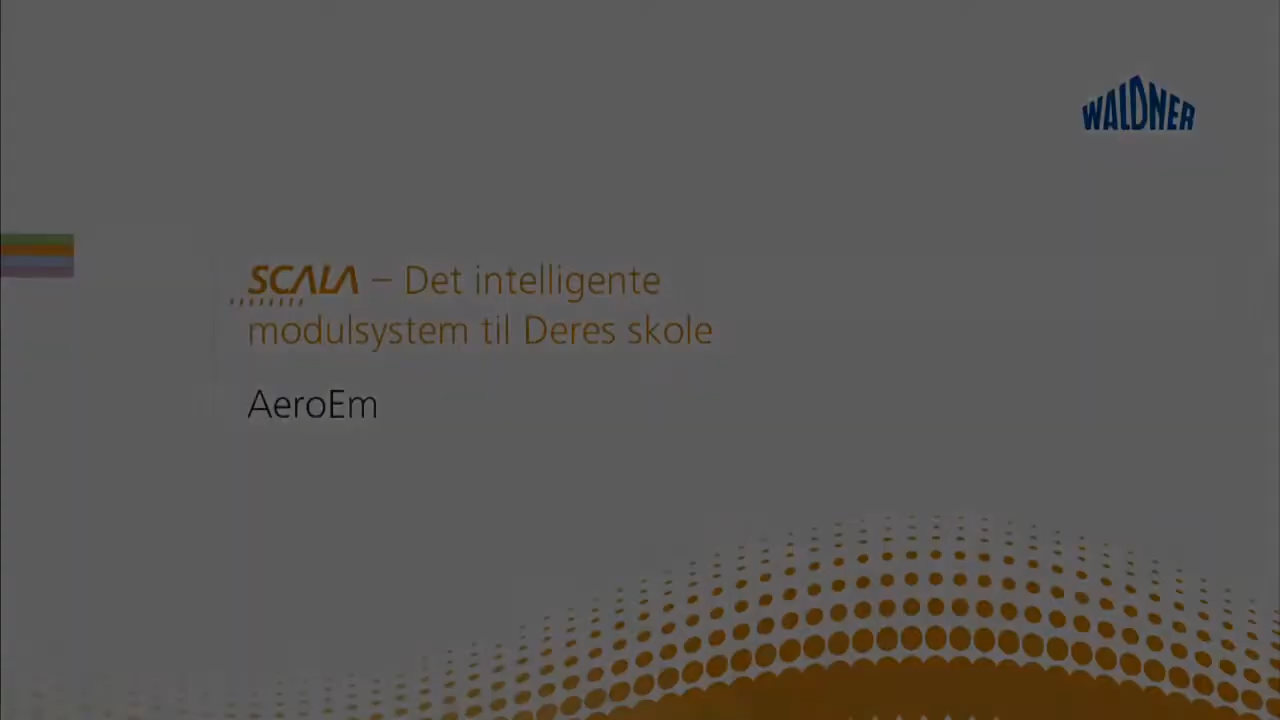 WALDNER
SCALA – Det intelligente
modulsystem til Deres skole
AeroEm